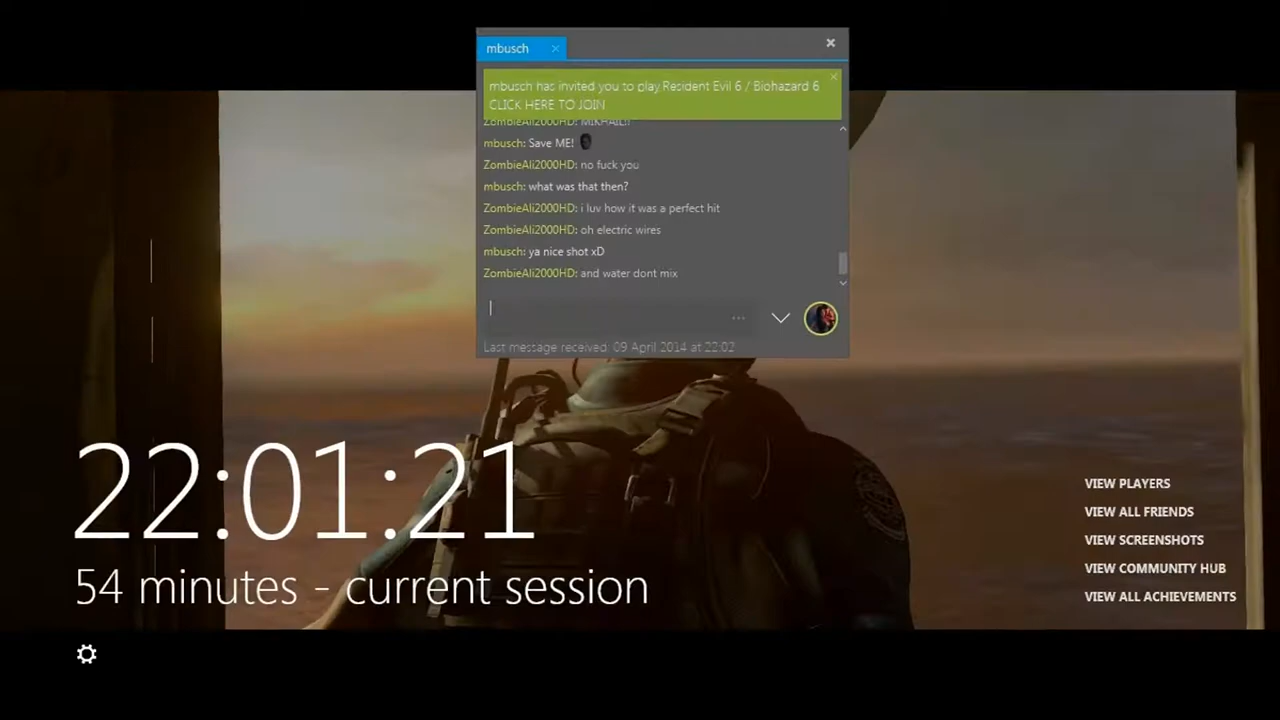 mbusch
mbusch has invited you to play Resident Evil 6 / Biohazard 6
CLICK HERE TO JOIN
ZombieAli2000HD: MIKHAIL!!
mbusch: Save ME!
ZombieAli2000HD: no fuck you
mbusch: what was that then?
ZombieAli2000HD: i luv how it was a perfect hit
ZombieAli2000HD: oh electric wires
mbusch: ya nice shot xD
ZombieAli2000HD: and water dont mix
Last message received: 09 April 2014 at 22:02
22:01:21
54 minutes - current session
VIEW PLAYERS
VIEW ALL FRIENDS
VIEW SCREENSHOTS
VIEW COMMUNITY HUB
VIEW ALL ACHIEVEMENTS